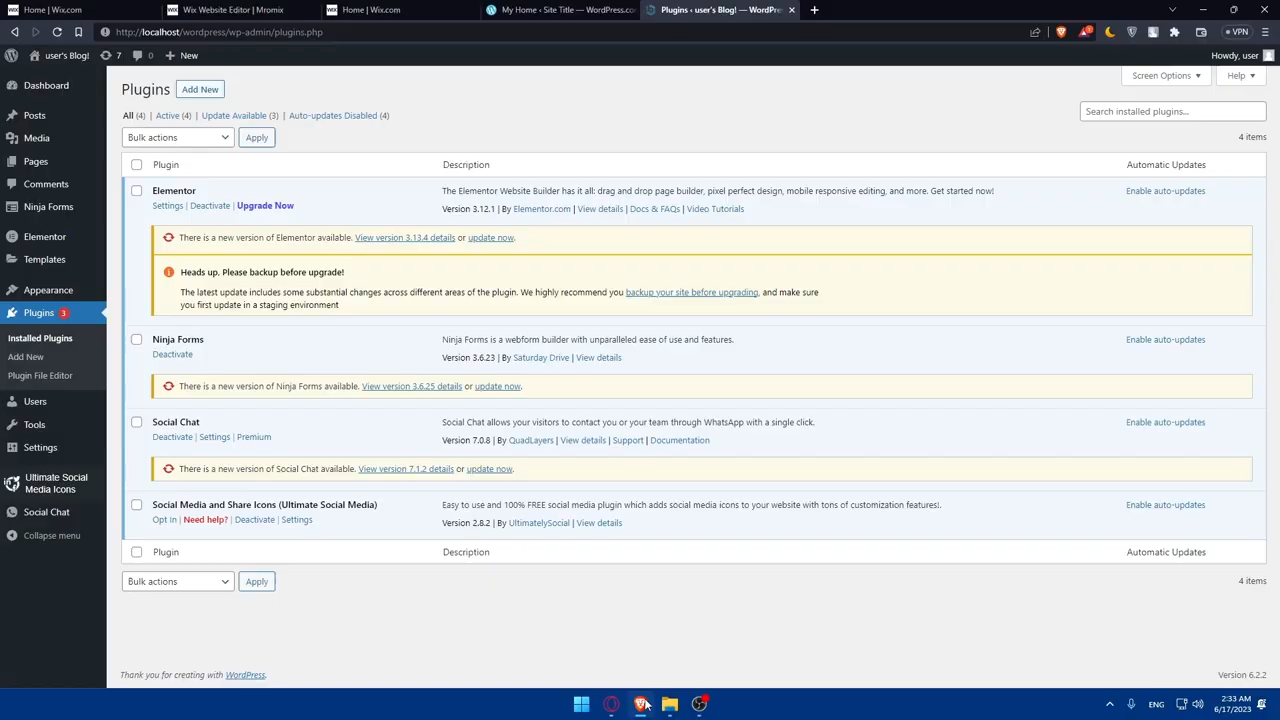 Home | Wix.com
Wix Website Editor | Mromix
Home | Wix.com
My Home ‹ Site Title — WordPress.co
Plugins ‹ user's Blog! — WordPre
http://localhost/wordpress/wp-admin/plugins.php
VPN
user's Blog!
7
0
New
Howdy, user
Screen Options
Help
Dashboard
Posts
Media
Pages
Comments
Ninja Forms
Elementor
Templates
Appearance
Plugins 3
Installed Plugins
Add New
Plugin File Editor
Users
Tools
Settings
Ultimate Social
Media Icons
Social Chat
Collapse menu
Plugins Add New
All (4) | Active (4) | Update Available (3) | Auto-updates Disabled (4)
Search installed plugins...
Bulk actions Apply
4 items
Plugin Description Automatic Updates
Elementor
Settings | Deactivate | Upgrade Now
The Elementor Website Builder has it all: drag and drop page builder, pixel perfect design, mobile responsive editing, and more. Get started now!
Version 3.12.1 | By Elementor.com | View details | Docs & FAQs | Video Tutorials
Enable auto-updates
There is a new version of Elementor available. View version 3.13.4 details or update now.
Heads up, Please backup before upgrade!
The latest update includes some substantial changes across different areas of the plugin. We highly recommend you backup your site before upgrading, and make sure
you first update in a staging environment
Ninja Forms
Deactivate
Ninja Forms is a webform builder with unparalleled ease of use and features.
Version 3.6.23 | By Saturday Drive | View details
Enable auto-updates
There is a new version of Ninja Forms available. View version 3.6.25 details or update now.
Social Chat
Deactivate | Settings | Premium
Social Chat allows your visitors to contact you or your team through WhatsApp with a single click.
Version 7.0.8 | By QuadLayers | View details | Support | Documentation
Enable auto-updates
There is a new version of Social Chat available. View version 7.1.2 details or update now.
Social Media and Share Icons (Ultimate Social Media)
Opt In | Need help? | Deactivate | Settings
Easy to use and 100% FREE social media plugin which adds social media icons to your website with tons of customization features!.
Version 2.8.2 | By UltimatelySocial | View details
Enable auto-updates
Plugin Description Automatic Updates
Bulk actions Apply
4 items
Thank you for creating with WordPress.
Version 6.2.2
ENG
2:33 AM
6/17/2023